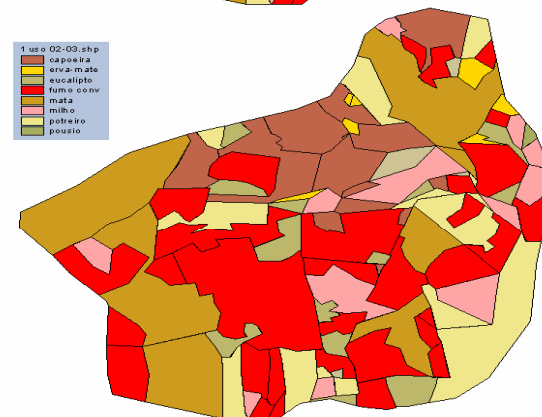 1 uso 02-03.shp
capoeira
erva-mate
eucalipto
fumo conv
mata
milho
potreiro
pousio